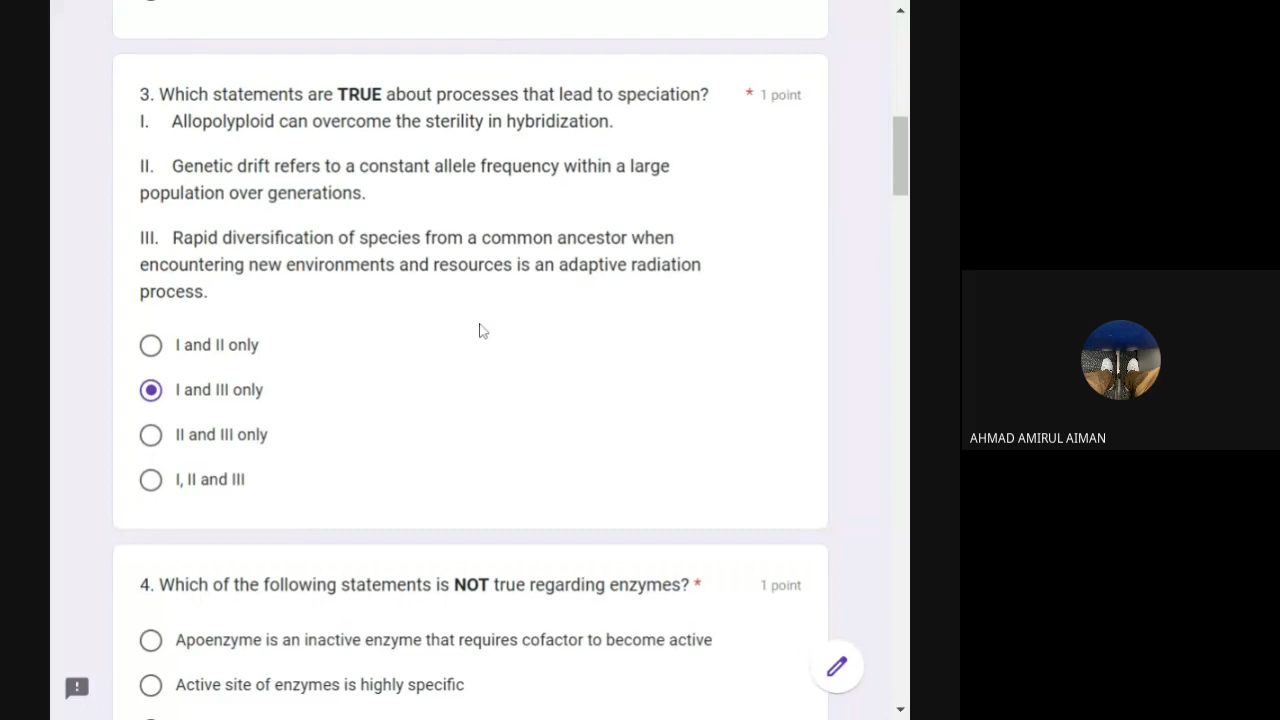 3. Which statements are TRUE about processes that lead to speciation? * 1 point
I. Allopolyploid can overcome the sterility in hybridization.
II. Genetic drift refers to a constant allele frequency within a large
population over generations.
III. Rapid diversification of species from a common ancestor when
encountering new environments and resources is an adaptive radiation
process.
I and II only
I and III only
II and III only
I, II and III
AHMAD AMIRUL AIMAN
4. Which of the following statements is NOT true regarding enzymes? * 1 point
Apoenzyme is an inactive enzyme that requires cofactor to become active
Active site of enzymes is highly specific